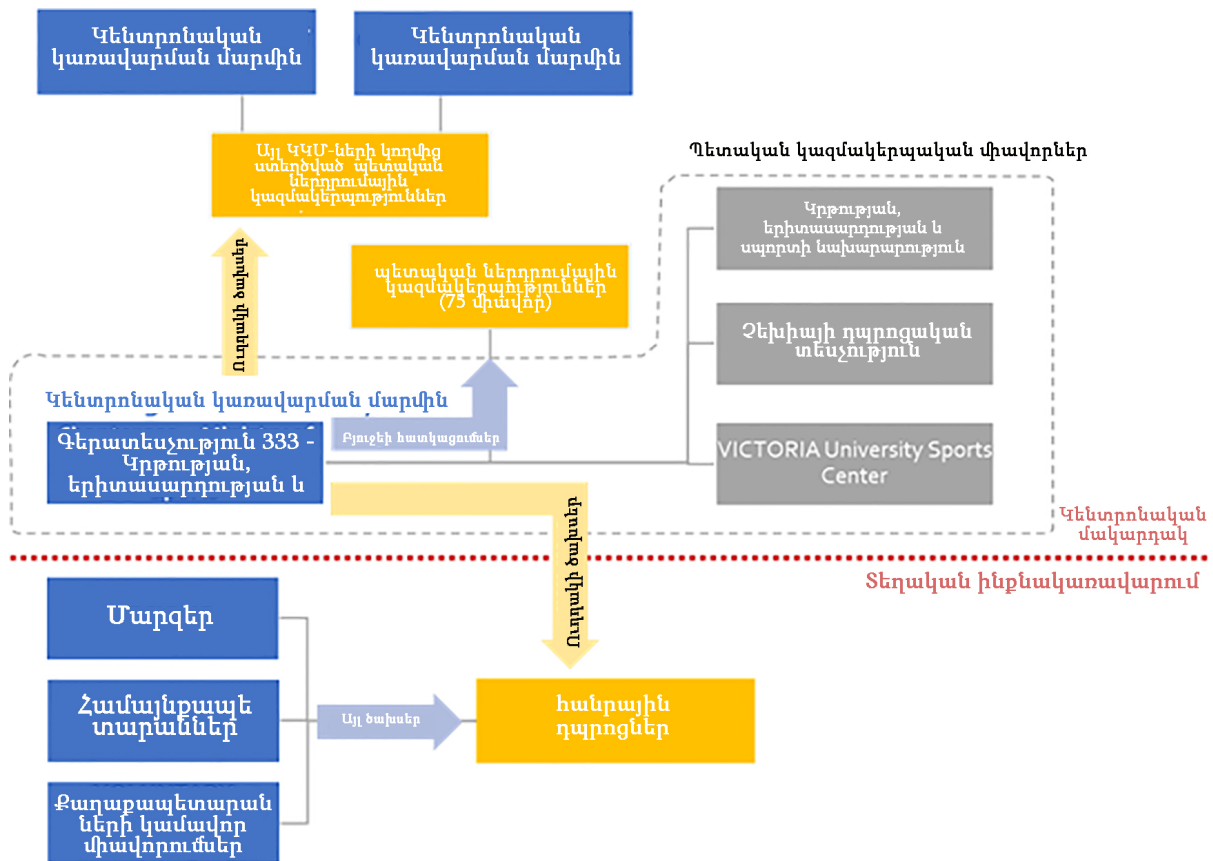 Կենտրոնական
կառավարման մարմին
Կենտրոնական
կառավարման մարմին
Այլ ԿԿՄ-ների կողմից
ստեղծված պետական
ներդրումային
կազմակերպություններ
Պետական կազմակերպական միավորներ
Կրթության,
երիտասարդության և
սպորտի նախարարություն
Ուղղակի ծախսեր
պետպական ներդրումային
կազմակերպություններ
(75 միավոր)
Չեխիայի դպրոցական
տեսչություն
Կենտրոնական կառավարման մարմին
Գերատեսչություն 333 -
Կրթության,
երիտասարդության և
Բյուջեի հատկացումներ
VICTORIA University Sports
Center
Ուղղակի ծախսեր
Կենտրոնական
մակարդակ
Տեղական ինքնակառավարում
Մարզեր
Համայնքապե
տարաններ
Այլ ծախսեր
հանրային
դպրոցներ
Քաղաքապետարան
ների կամավոր
միավորումներ